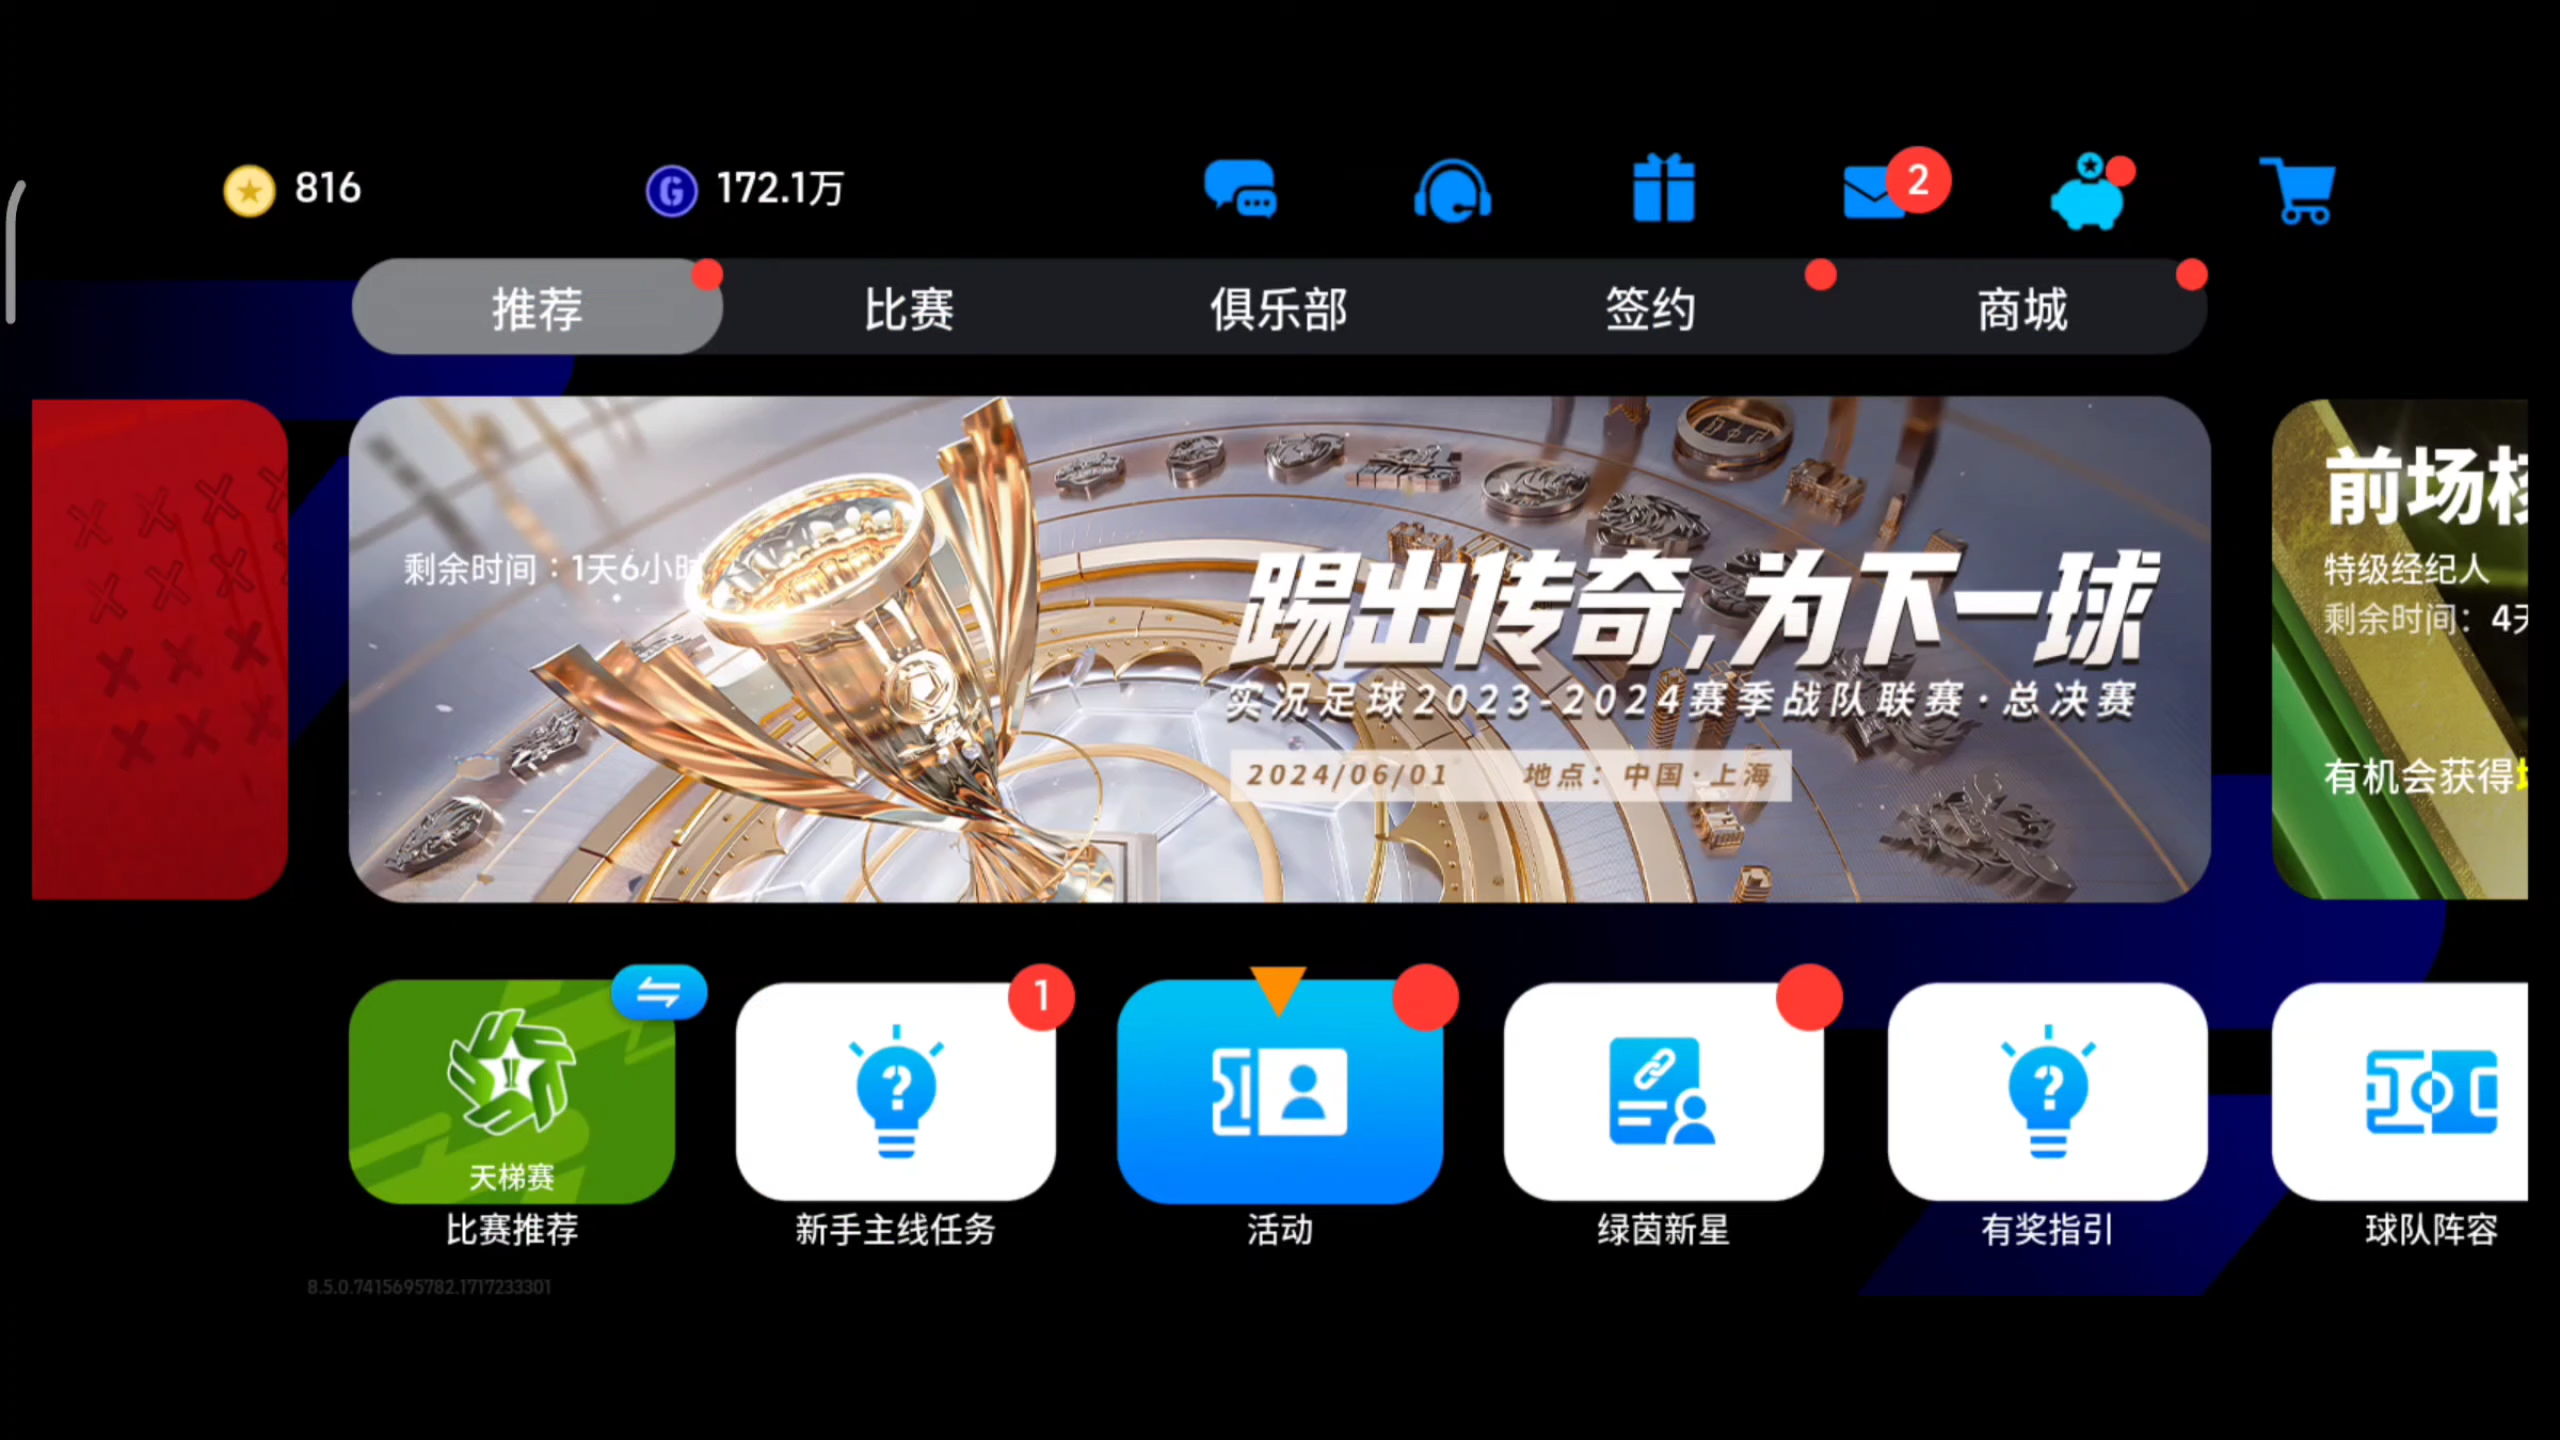 816
172.1万
2
推荐
比赛
俱乐部
签约
商城
剩余时间：1天6小时
踢出传奇,为下一球
实况足球2023-2024赛季战队联赛·总决赛
2024/06/01 地点：中国·上海
前场核
特级经纪人
剩余时间：4天
有机会获得
天梯赛
比赛推荐
1
新手主线任务
活动
绿茵新星
有奖指引
球队阵容
8.5.0.7415695782.1717233301